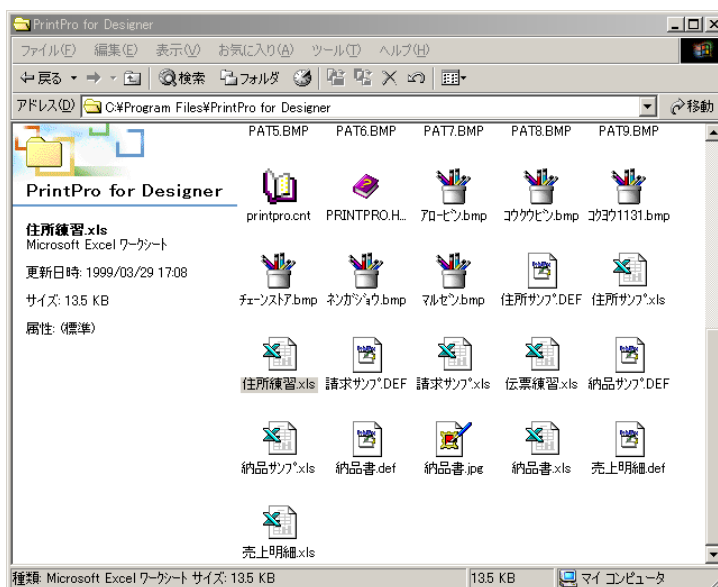 PrintPro for Designer
ファイル(F) 編集(E) 表示(V) お気に入り(A) ツール(T) ヘルプ(H)
戻る 検索 フォルダ
アドレス(D) C:¥Program Files¥PrintPro for Designer 移動
PAT5.BMP PAT6.BMP PAT7.BMP PAT8.BMP PAT9.BMP
PrintPro for Designer
住所練習.xls
Microsoft Excel ワークシート
更新日時: 1999/03/29 17:08
サイズ: 13.5 KB
属性: (標準)
printpro.cnt PRINTPRO.H... アローピン.bmp コウクウピン.bmp コクヨウ1131.bmp
チェーンストア.bmp ネンガジョウ.bmp マルセン.bmp 住所サンプ.DEF 住所サンプ.xls
住所練習.xls 請求サンプ.DEF 請求サンプ.xls 伝票練習.xls 納品サンプ.DEF
納品サンプ.xls 納品書.def 納品書.jpg 納品書.xls 売上明細.def
売上明細.xls
種類: Microsoft Excel ワークシート サイズ: 13.5 KB 13.5 KB マイ コンピュータ